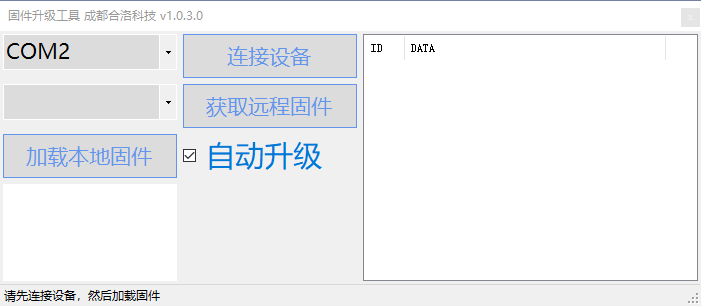 固件升级工具 成都合洛科技 v1.0.3.0
x
COM2
连接设备
获取远程固件
加载本地固件
自动升级
ID DATA
请先连接设备，然后加载固件